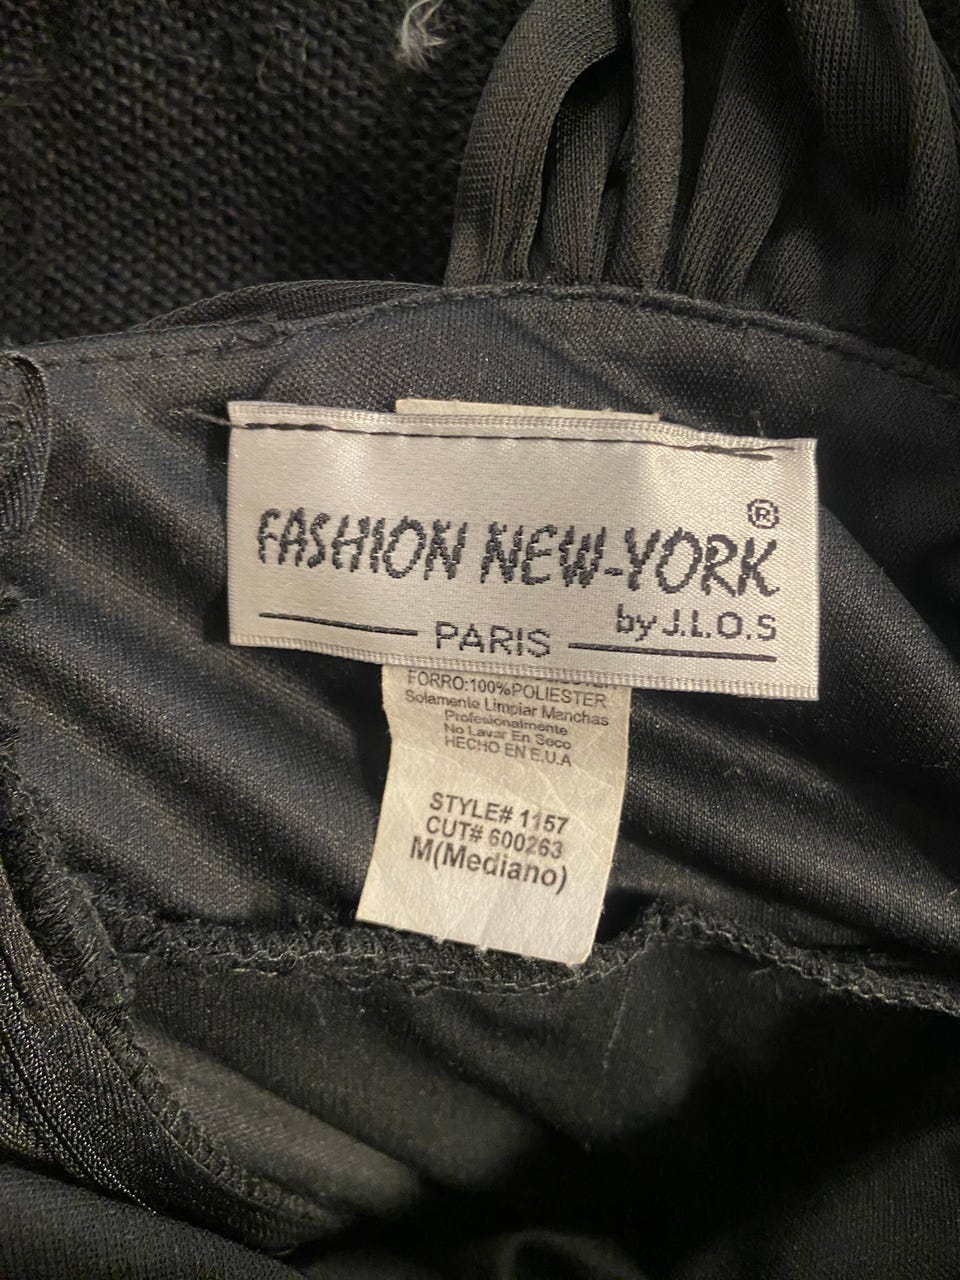 FASHION NEW-YORK ®
by J.L.O.S
PARIS
FORRO:100%POLIESTER
Solamente Limpiar Manchas
Profesionalmente
No Lavar En Seco
HECHO EN E.U.A
STYLE# 1157
CUT# 600263
M(Mediano)